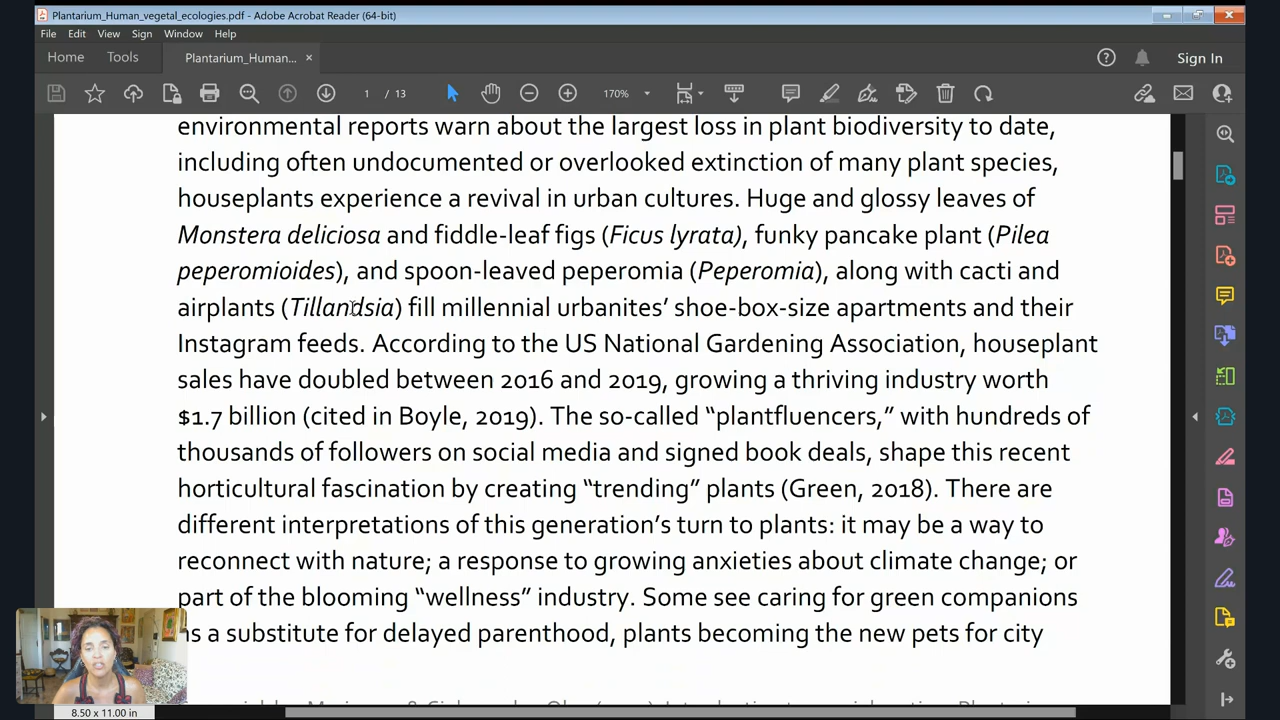 Plantarium_Human_vegetal_ecologies.pdf - Adobe Acrobat Reader (64-bit)
File Edit View Sign Window Help
Home Tools Plantarium_Human... × Sign In
1 / 13 170%
environmental reports warn about the largest loss in plant biodiversity to date,
including often undocumented or overlooked extinction of many plant species,
houseplants experience a revival in urban cultures. Huge and glossy leaves of
Monstera deliciosa and fiddle-leaf figs (Ficus lyrata), funky pancake plant (Pilea
peperomioides), and spoon-leaved peperomia (Peperomia), along with cacti and
airplants (Tillandsia) fill millennial urbanites’ shoe-box-size apartments and their
Instagram feeds. According to the US National Gardening Association, houseplant
sales have doubled between 2016 and 2019, growing a thriving industry worth
$1.7 billion (cited in Boyle, 2019). The so-called “plantfluencers,” with hundreds of
thousands of followers on social media and signed book deals, shape this recent
horticultural fascination by creating “trending” plants (Green, 2018). There are
different interpretations of this generation’s turn to plants: it may be a way to
reconnect with nature; a response to growing anxieties about climate change; or
part of the blooming “wellness” industry. Some see caring for green companions
as a substitute for delayed parenthood, plants becoming the new pets for city
8.50 x 11.00 in